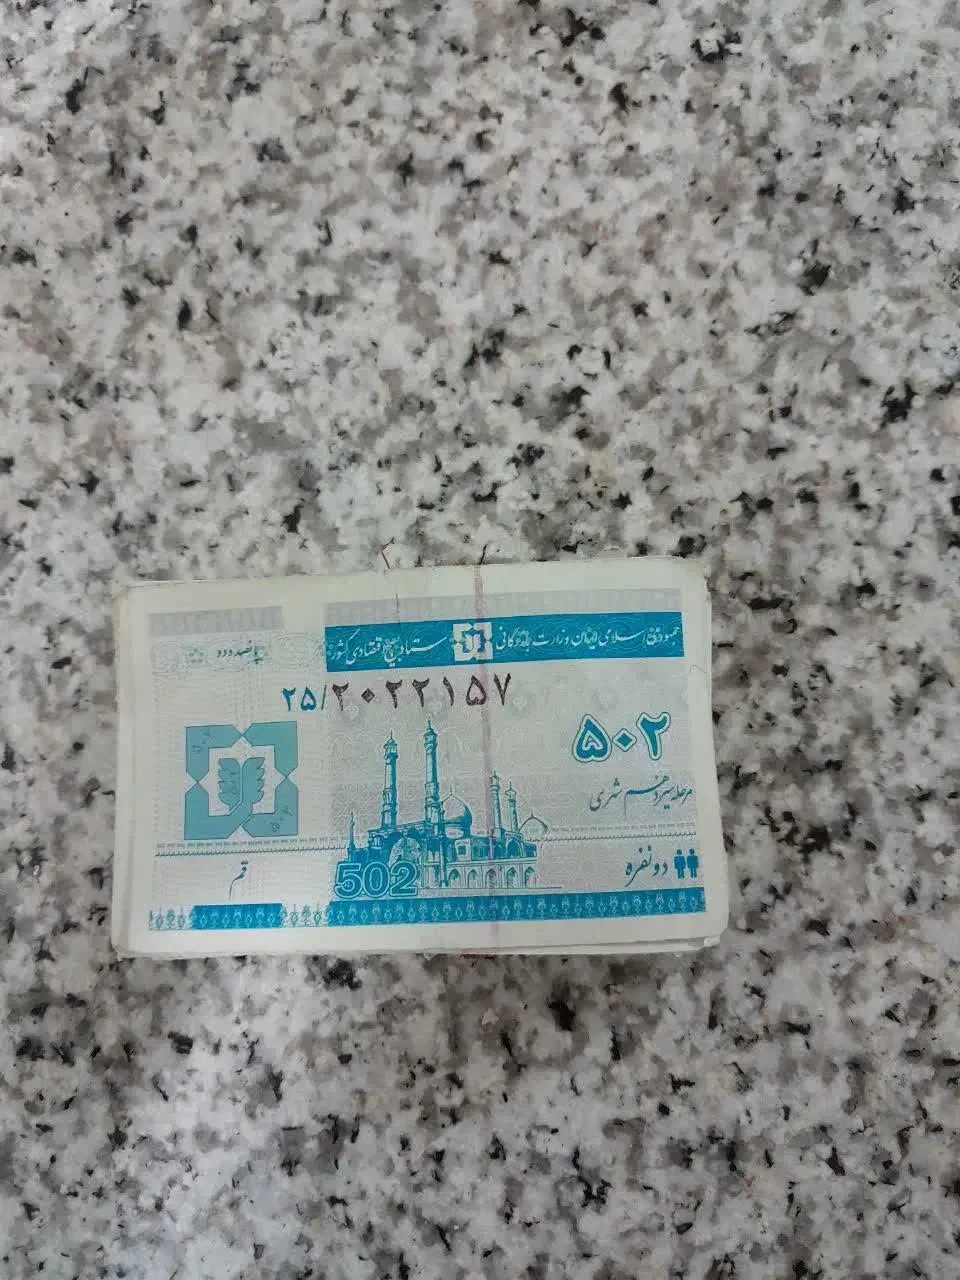 جمهوری اسلامی ایران وزارت بازرگانی ستاد بسیج اقتصادی کشور
پانصد و دو
۲۵/۲۰۲۲۱۵۷
۵۰۲
مرحله سیزدهم شهری
دو نفره
502
قم